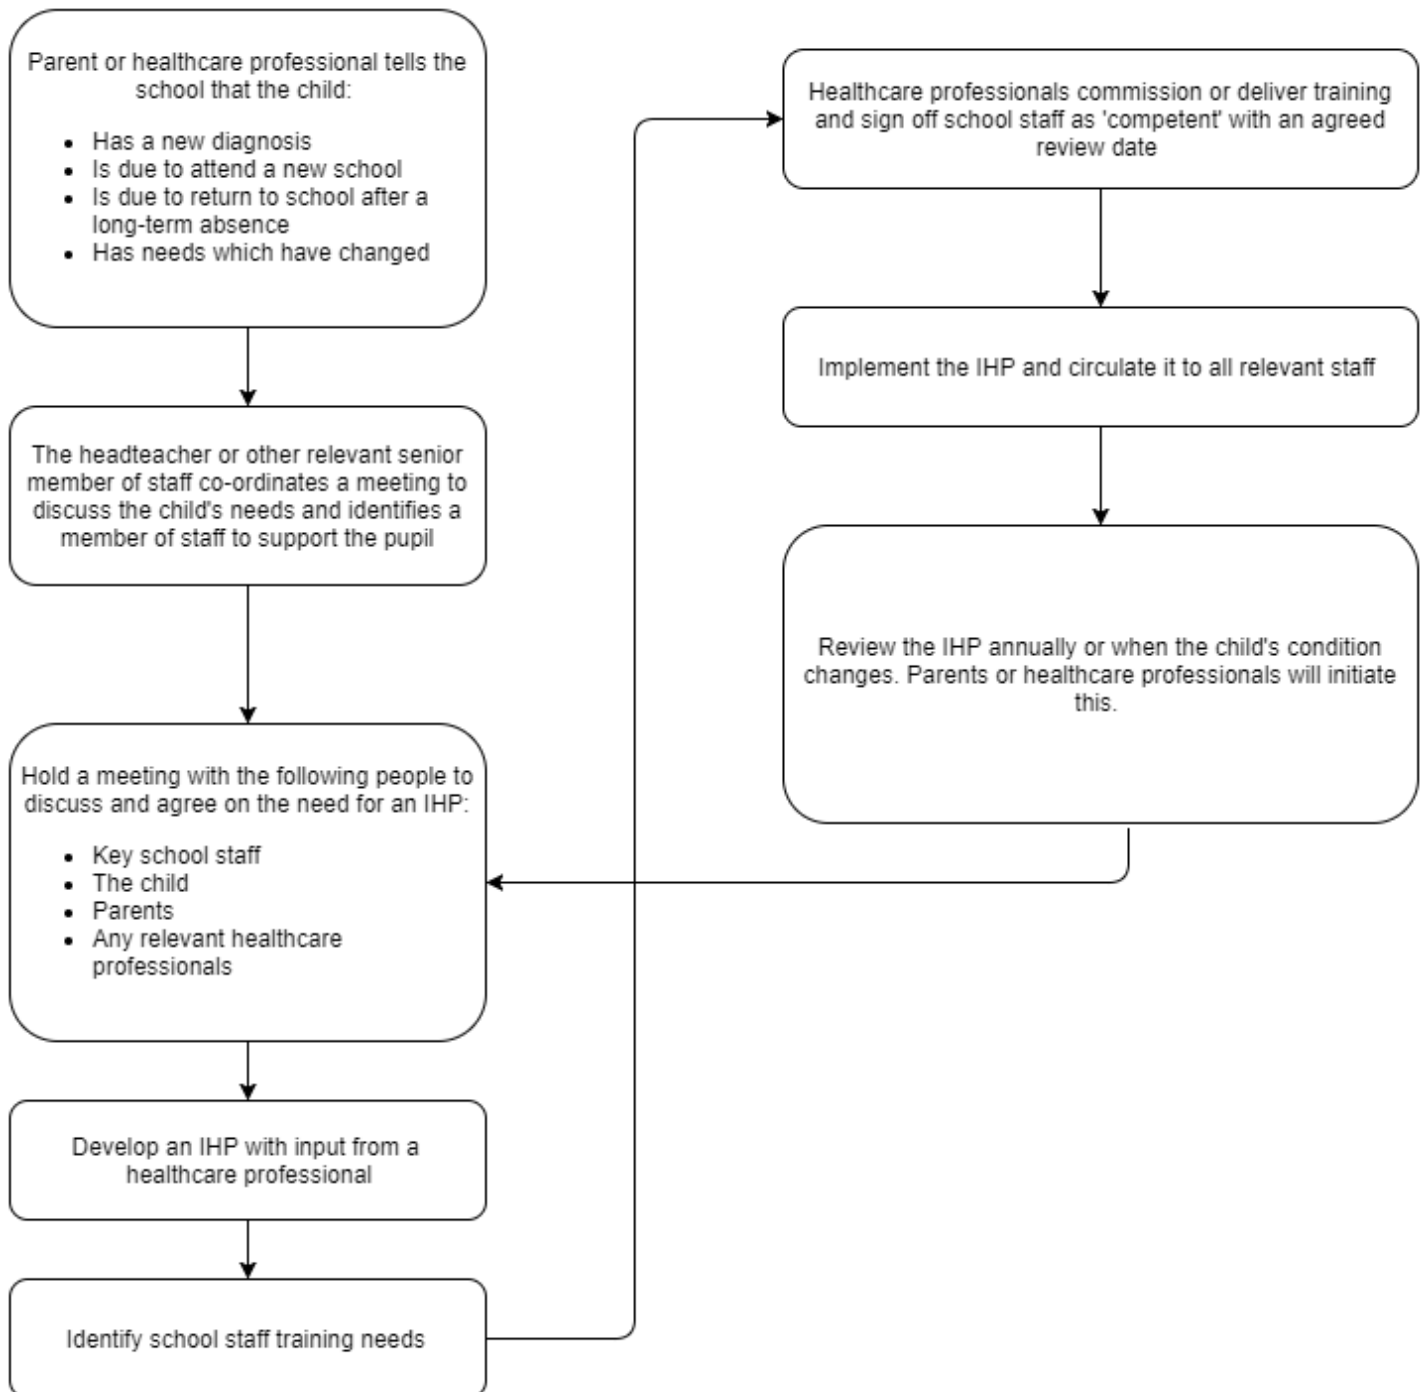 Parent or healthcare professional tells the
school that the child:
• Has a new diagnosis
• Is due to attend a new school
• Is due to return to school after a
long-term absence
• Has needs which have changed
The headteacher or other relevant senior
member of staff co-ordinates a meeting to
discuss the child's needs and identifies a
member of staff to support the pupil
Hold a meeting with the following people to
discuss and agree on the need for an IHP:
• Key school staff
• The child
• Parents
• Any relevant healthcare
professionals
Develop an IHP with input from a
healthcare professional
Identify school staff training needs
Healthcare professionals commission or deliver training
and sign off school staff as 'competent' with an agreed
review date
Implement the IHP and circulate it to all relevant staff
Review the IHP annually or when the child's condition
changes. Parents or healthcare professionals will initiate
this.